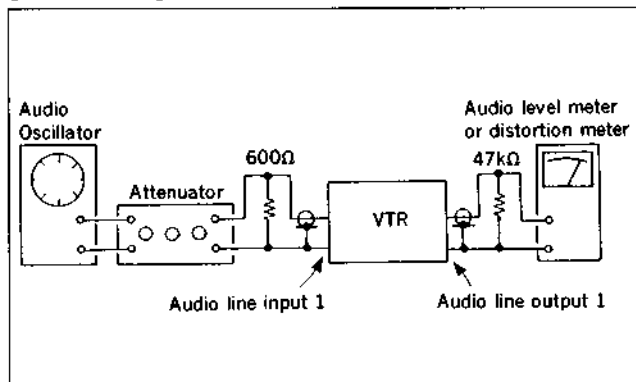 Audio
Oscillator
Attenuator
600Ω
VTR
47kΩ
Audio level meter
or distortion meter
Audio line input 1
Audio line output 1